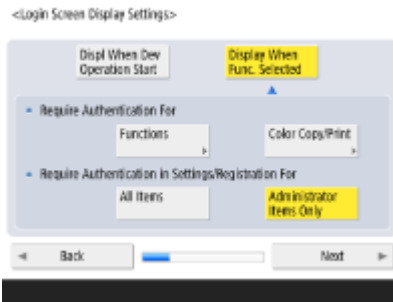 <Login Screen Display Settings>
Displ When Dev
Operation Start
Display When
Func. Selected
Require Authentication For
Functions
Color Copy/Print
Require Authentication in Settings/Registration For
All Items
Administrator
Items Only
Back
Next